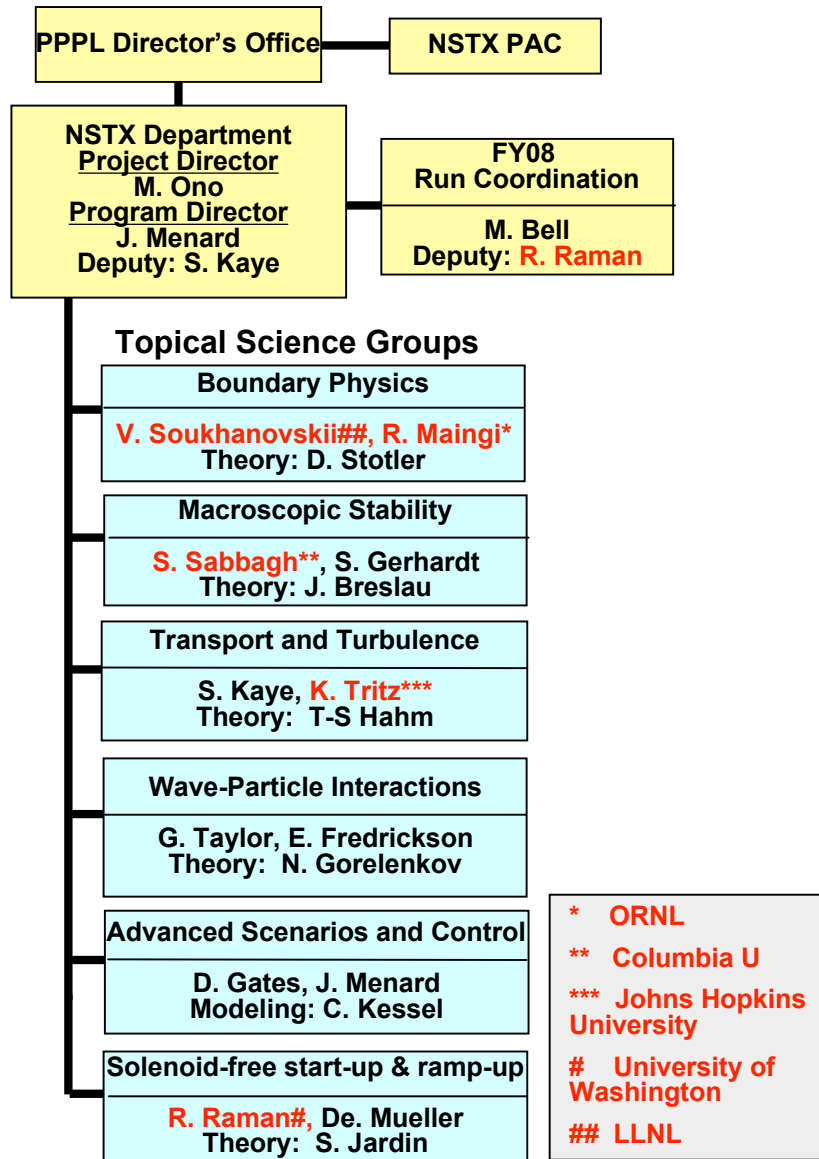 PPPL Director's Office
NSTX PAC
NSTX Department
Project Director
M. Ono
Program Director
J. Menard
Deputy: S. Kaye
FY08
Run Coordination
M. Bell
Deputy: R. Raman
Topical Science Groups
Boundary Physics
V. Soukhanovskii##, R. Maingi*
Theory: D. Stotler
Macroscopic Stability
S. Sabbagh**, S. Gerhardt
Theory: J. Breslau
Transport and Turbulence
S. Kaye, K. Tritz***
Theory: T-S Hahm
Wave-Particle Interactions
G. Taylor, E. Fredrickson
Theory: N. Gorelenkov
Advanced Scenarios and Control
D. Gates, J. Menard
Modeling: C. Kessel
Solenoid-free start-up & ramp-up
R. Raman#, De. Mueller
Theory: S. Jardin
* ORNL
** Columbia U
*** Johns Hopkins
University
# University of
Washington
## LLNL